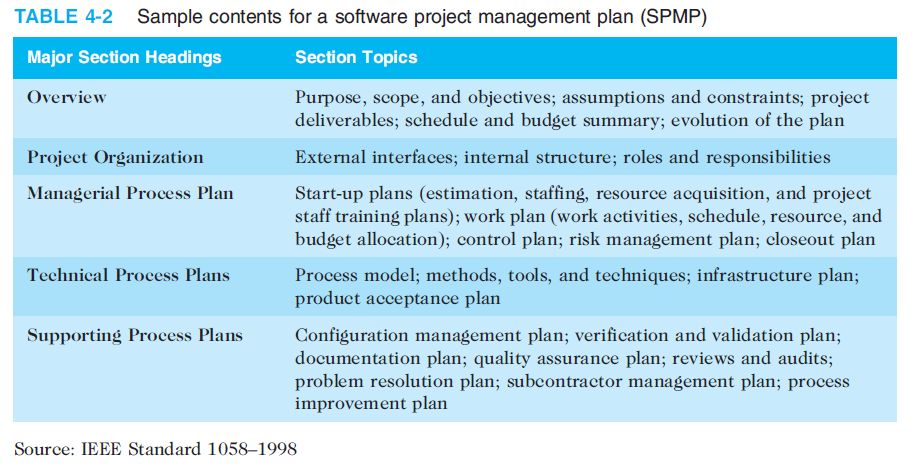 TABLE 4-2 Sample contents for a software project management plan (SPMP)
Major Section Headings Section Topics
Overview Purpose, scope, and objectives; assumptions and constraints; project
deliverables; schedule and budget summary; evolution of the plan
Project Organization External interfaces; internal structure; roles and responsibilities
Managerial Process Plan Start-up plans (estimation, staffing, resource acquisition, and project
staff training plans); work plan (work activities, schedule, resource, and
budget allocation); control plan; risk management plan; closeout plan
Technical Process Plans Process model; methods, tools, and techniques; infrastructure plan;
product acceptance plan
Supporting Process Plans Configuration management plan; verification and validation plan;
documentation plan; quality assurance plan; reviews and audits;
problem resolution plan; subcontractor management plan; process
improvement plan
Source: IEEE Standard 1058–1998